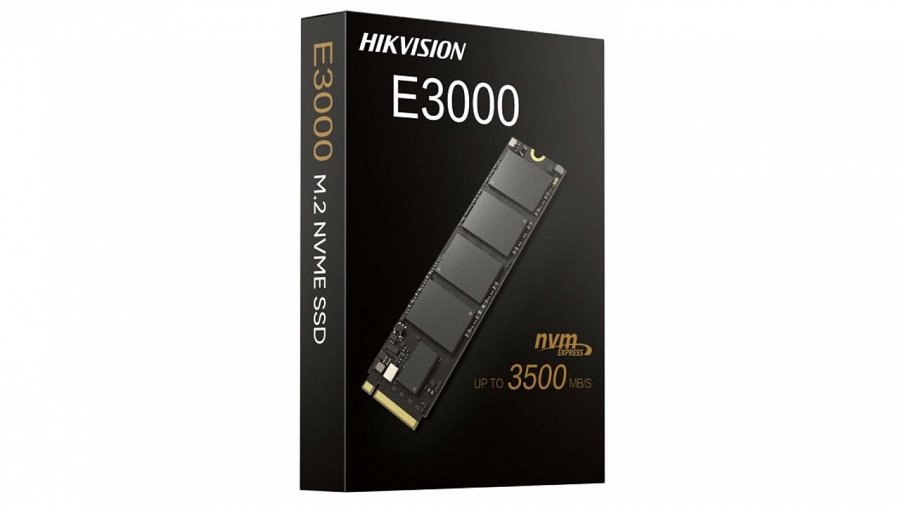 E3000 M.2 NVME SSD
HIKVISION
E3000
nvm
EXPRESS
UP TO 3500 MB/S